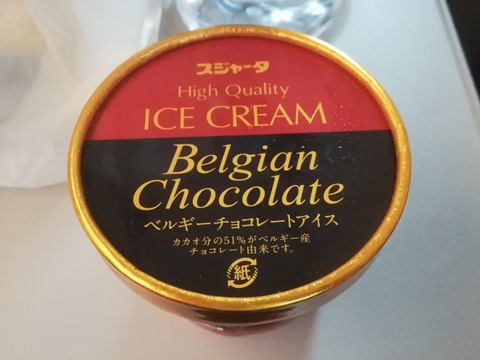 スジャータ
High Quality
ICE CREAM
Belgian
Chocolate
ベルギーチョコレートアイス
カカオ分の51%がベルギー産
チョコレート由来です。
紙